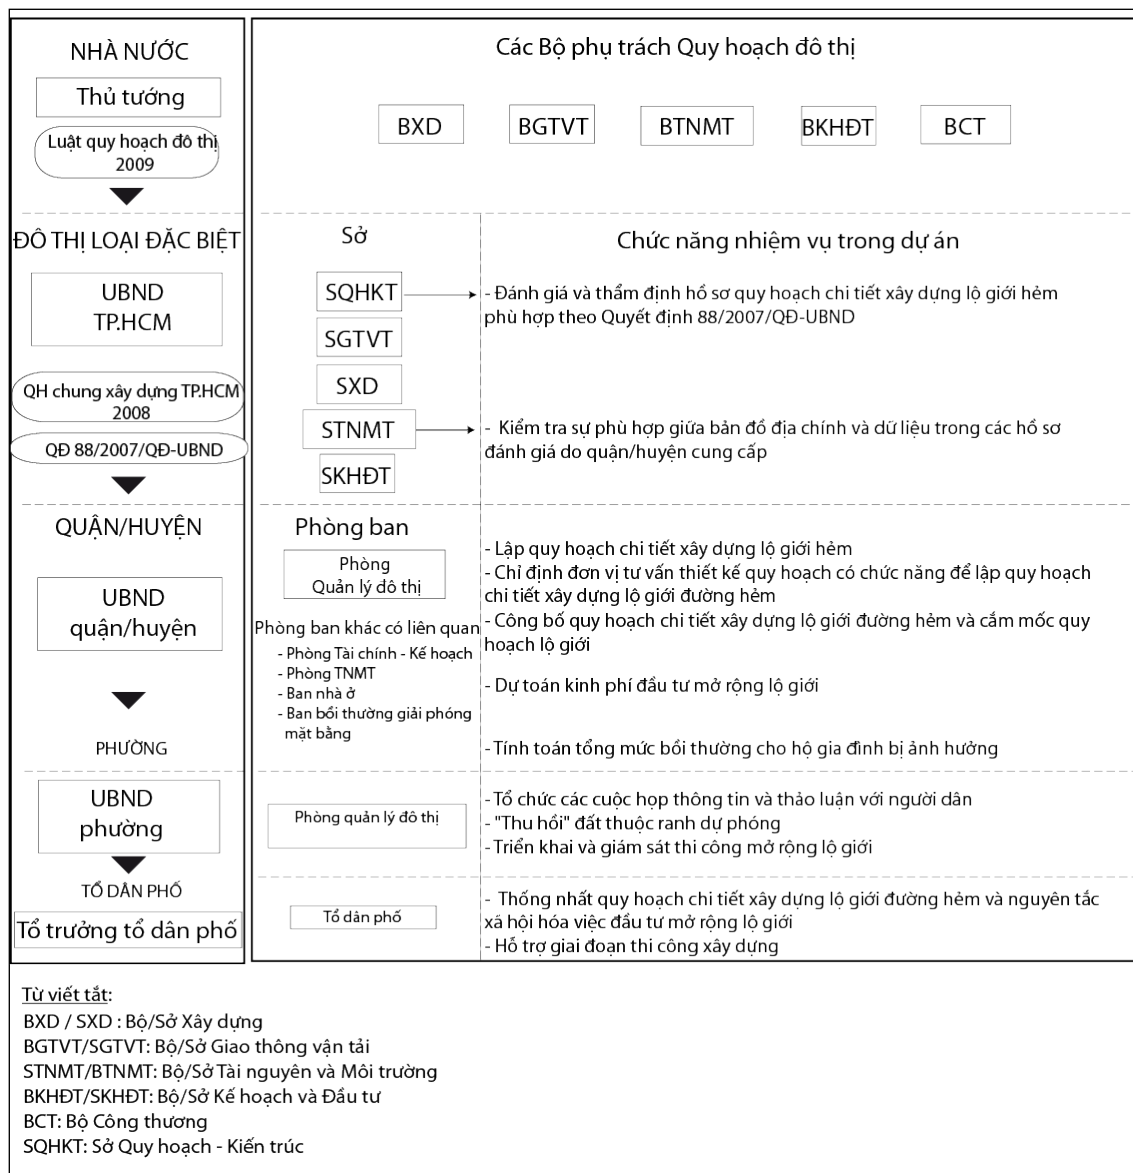 NHÀ NƯỚC
Thủ tướng
Luật quy hoạch đô thị
2009
Các Bộ phụ trách Quy hoạch đô thị
BXD
BGTVT
BTNMT
BKHĐT
BCT
ĐÔ THỊ LOẠI ĐẶC BIỆT
UBND
TP.HCM
QH chung xây dựng TP.HCM
2008
QĐ 88/2007/QĐ-UBND
Sở
Chức năng nhiệm vụ trong dự án
SQHKT
- Đánh giá và thẩm định hồ sơ quy hoạch chi tiết xây dựng lộ giới hẻm
phù hợp theo Quyết định 88/2007/QĐ-UBND
SGTVT
SXD
STNMT
- Kiểm tra sự phù hợp giữa bản đồ địa chính và dữ liệu trong các hồ sơ
đánh giá do quận/huyện cung cấp
SKHĐT
QUẬN/HUYỆN
UBND
quận/huyện
Phòng ban
Phòng
Quản lý đô thị
Phòng ban khác có liên quan
- Phòng Tài chính - Kế hoạch
- Phòng TNMT
- Ban nhà ở
- Ban bồi thường giải phóng
mặt bằng
- Lập quy hoạch chi tiết xây dựng lộ giới hẻm
- Chỉ định đơn vị tư vấn thiết kế quy hoạch có chức năng để lập quy hoạch
chi tiết xây dựng lộ giới đường hẻm
- Công bố quy hoạch chi tiết xây dựng lộ giới đường hẻm và cắm mốc quy
hoạch lộ giới
- Dự toán kinh phí đầu tư mở rộng lộ giới
- Tính toán tổng mức bồi thường cho hộ gia đình bị ảnh hưởng
PHƯỜNG
UBND
phường
Phòng quản lý đô thị
- Tổ chức các cuộc họp thông tin và thảo luận với người dân
- "Thu hồi" đất thuộc ranh dự phóng
- Triển khai và giám sát thi công mở rộng lộ giới
TỔ DÂN PHỐ
Tổ trưởng tổ dân phố
Tổ dân phố
- Thống nhất quy hoạch chi tiết xây dựng lộ giới đường hẻm và nguyên tắc
xã hội hóa việc đầu tư mở rộng lộ giới
- Hỗ trợ giai đoạn thi công xây dựng
Từ viết tắt:
BXD / SXD : Bộ/Sở Xây dựng
BGTVT/SGTVT: Bộ/Sở Giao thông vận tải
STNMT/BTNMT: Bộ/Sở Tài nguyên và Môi trường
BKHĐT/SKHĐT: Bộ/Sở Kế hoạch và Đầu tư
BCT: Bộ Công thương
SQHKT: Sở Quy hoạch - Kiến trúc